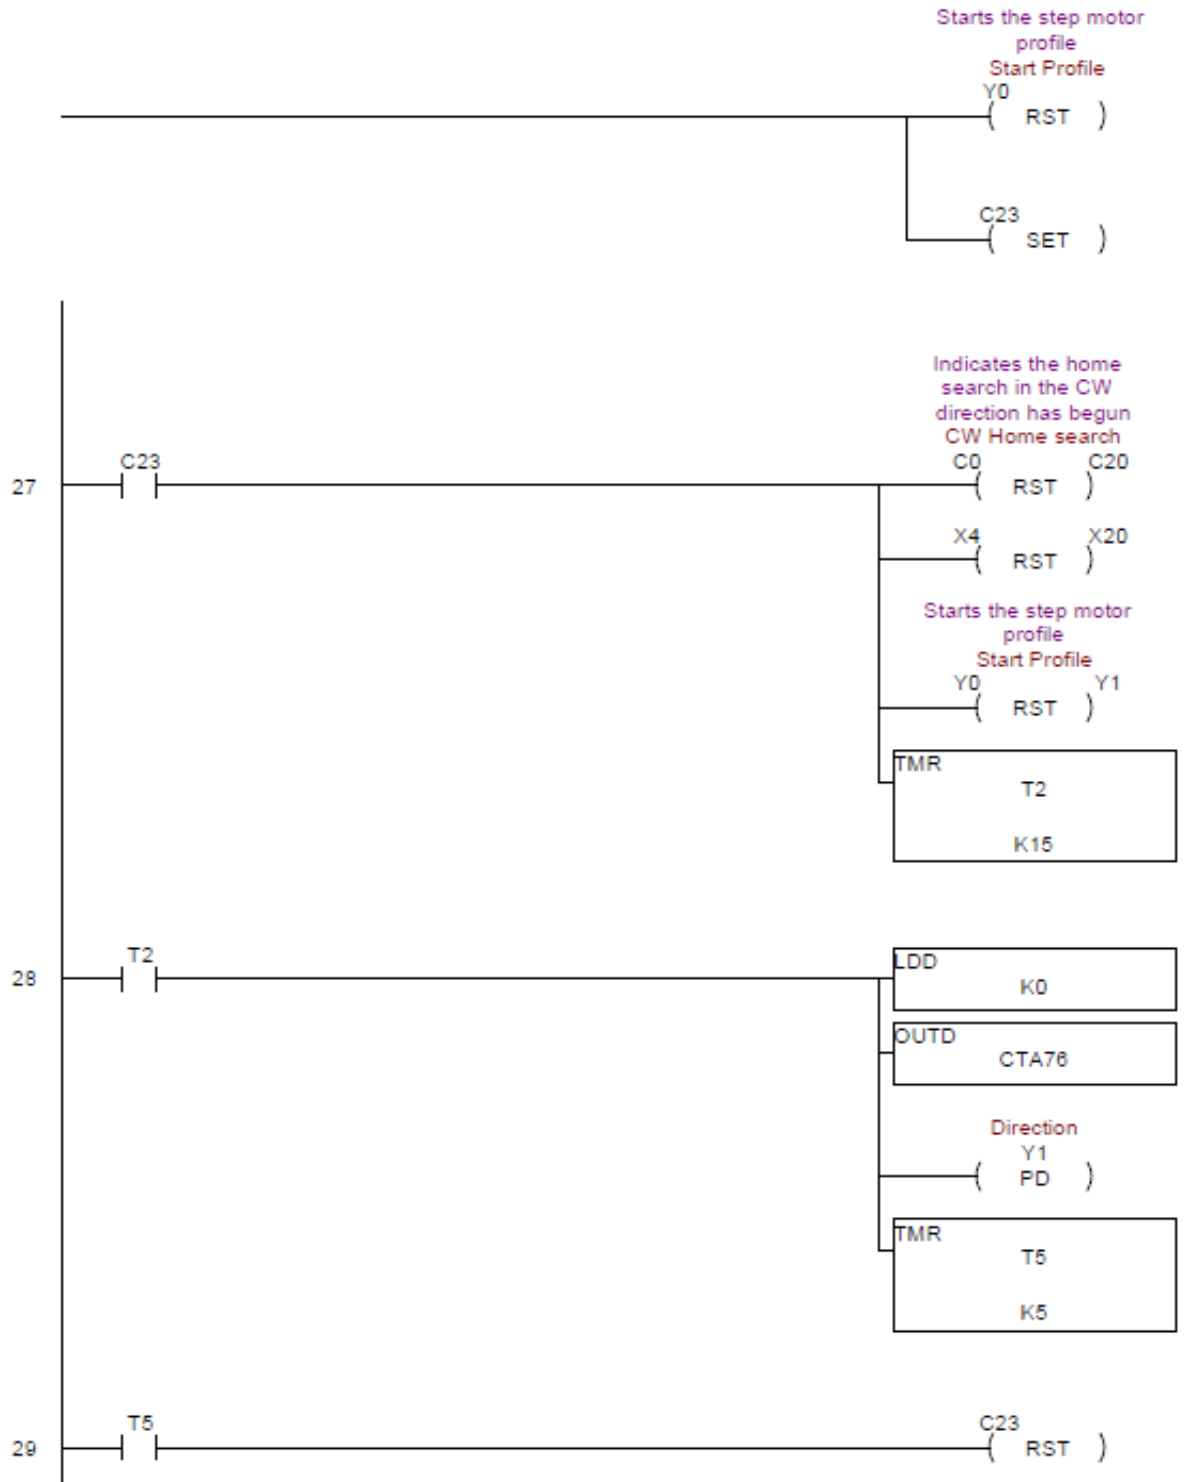 Starts the step motor
profile
Start Profile
Y0
( RST )
C23
( SET )
Indicates the home
search in the CW
direction has begun
CW Home search
27 C23 C0 C20
( RST )
X4 X20
( RST )
Starts the step motor
profile
Start Profile
Y0 Y1
( RST )
TMR
T2
K15
28 T2 LDD
K0
OUTD
CTA76
Direction
Y1
( PD )
TMR
T5
K5
29 T5 C23
( RST )